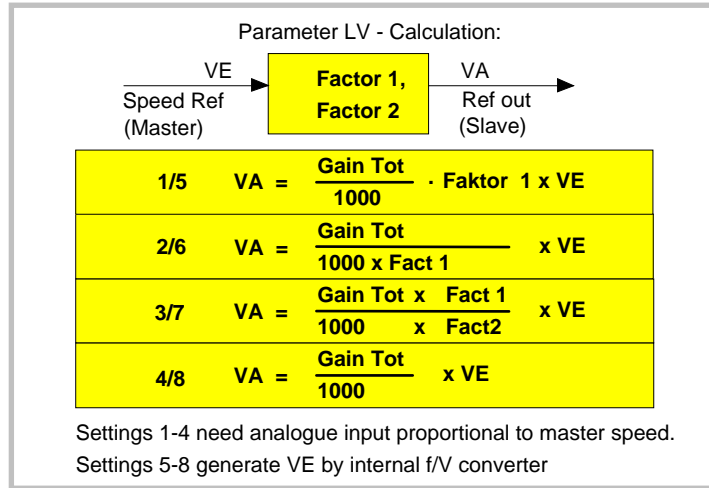 Parameter LV - Calculation:
VE
Factor 1,
VA
Speed Ref
Factor 2
Ref out
(Master)
(Slave)
1/5 VA = Gain Tot · Faktor 1 x VE
1000
2/6 VA = Gain Tot x VE
1000 x Fact 1
3/7 VA = Gain Tot x Fact 1 x VE
1000 x Fact2
4/8 VA = Gain Tot x VE
1000
Settings 1-4 need analogue input proportional to master speed.
Settings 5-8 generate VE by internal f/V converter